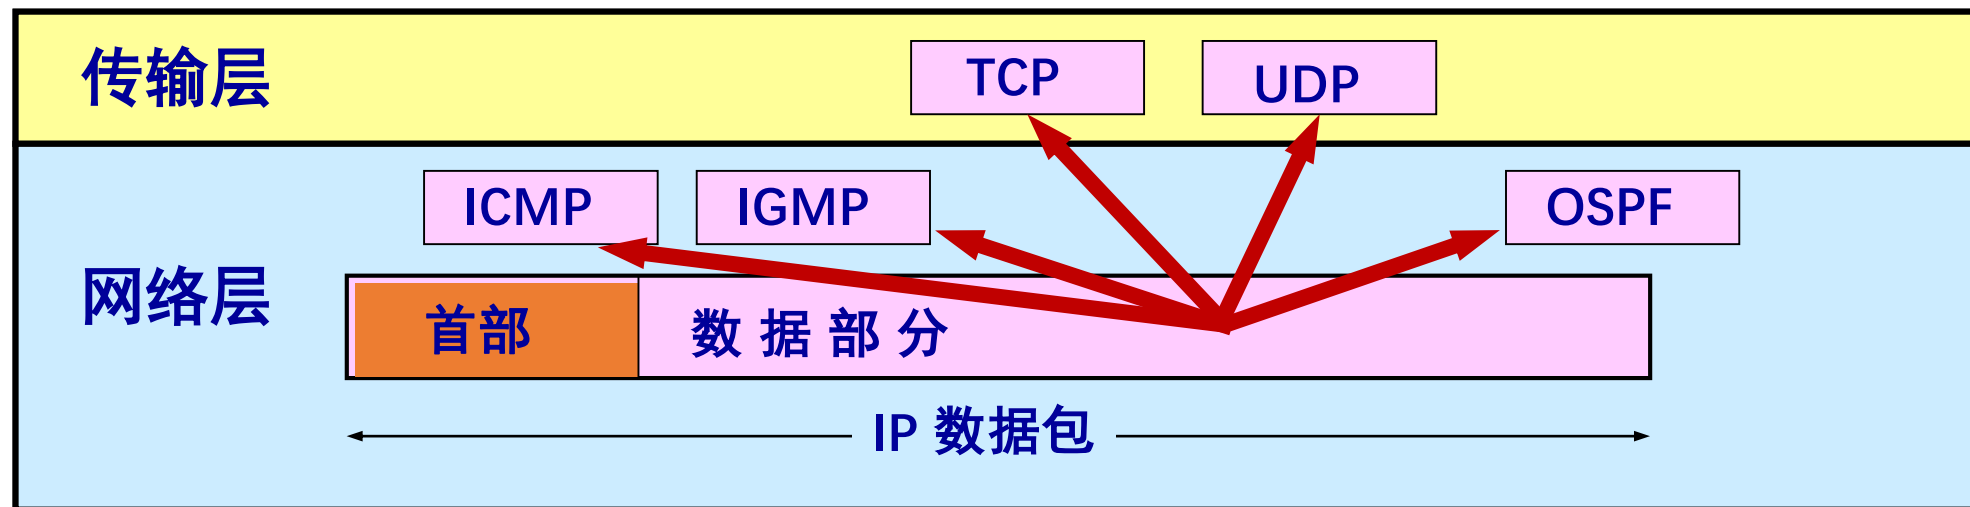 传输层
TCP
UDP
ICMP
IGMP
OSPF
网络层
首部
数据部分
IP 数据包